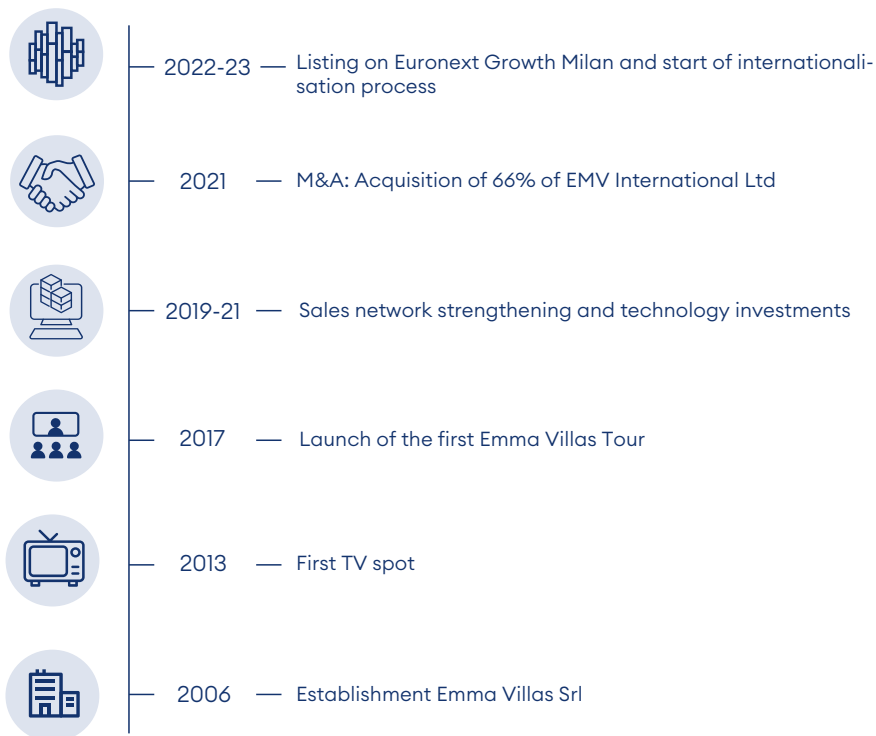 2022-23 Listing on Euronext Growth Milan and start of internationali-
sation process
2021 M&A: Acquisition of 66% of EMV International Ltd
2019-21 Sales network strengthening and technology investments
2017 Launch of the first Emma Villas Tour
2013 First TV spot
2006 Establishment Emma Villas Srl